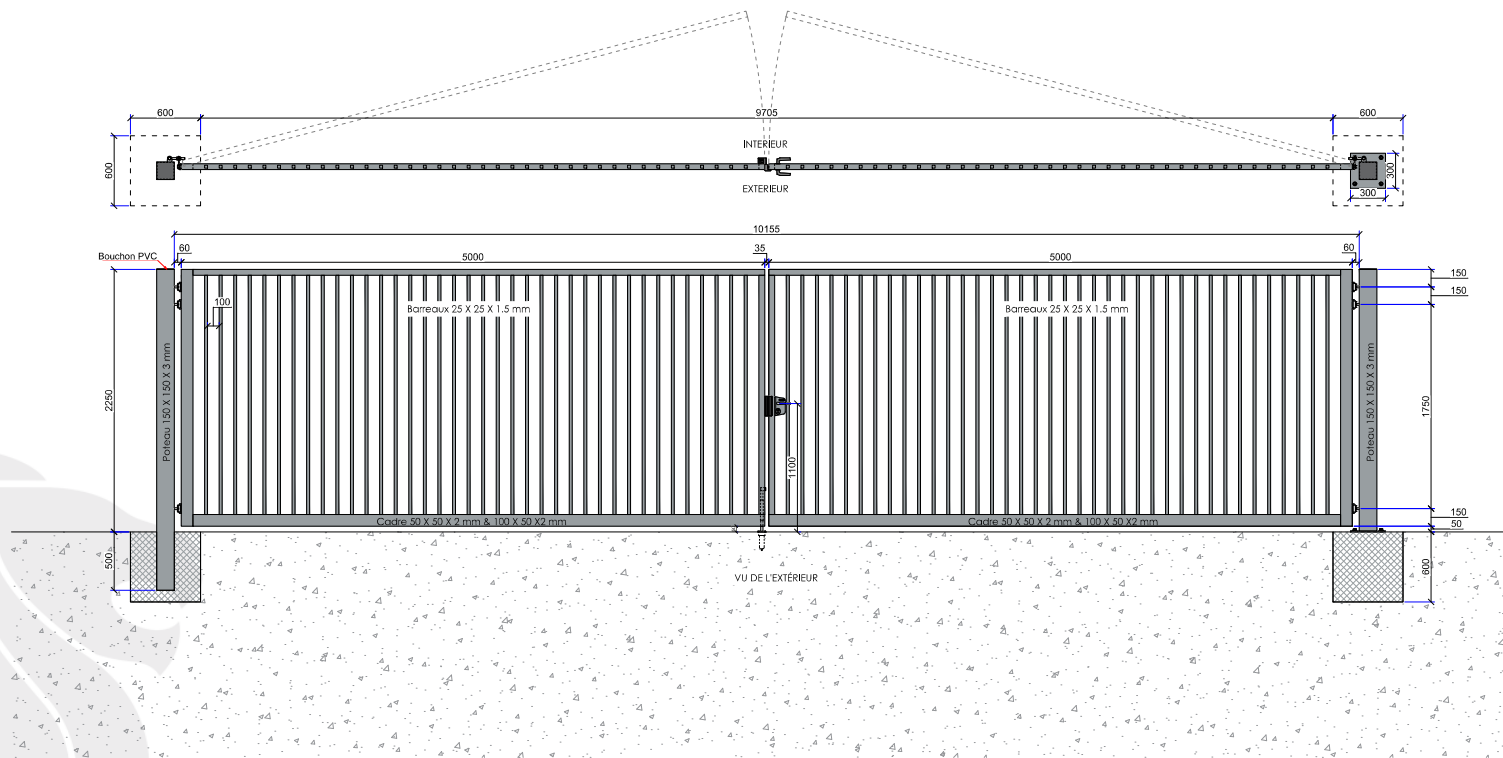 600
9705
600
INTERIEUR
600
300
EXTERIEUR
300
10155
Bouchon PVC
60
5000
35
5000
60
150
150
100
Barreaux 25 X 25 X 1.5 mm
Barreaux 25 X 25 X 1.5 mm
2250
Poteau 150 X 150 X 3 mm
Poteau 150 X 150 X 3 mm
1750
1100
Cadre 50 X 50 X 2 mm & 100 X 50 X2 mm
Cadre 50 X 50 X 2 mm & 100 X 50 X2 mm
150
50
500
600
VU DE L'EXTÉRIEUR